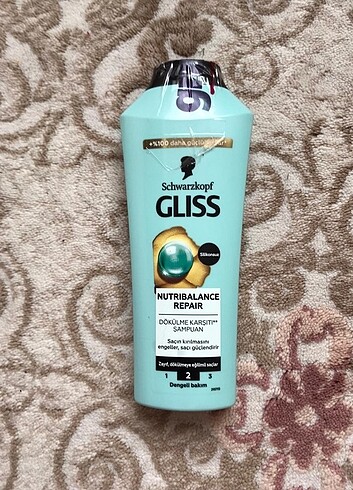 +%100 daha güçlü
Schwarzkopf
GLISS
Silikonsuz
NUTRIBALANCE
REPAIR
DÖKÜLME KARŞITI**
ŞAMPUAN
Saçın kırılmasını
engeller, saçı güçlendirir
Zayıf, dökülmeye eğilimli saçlar
1 2 3
Dengeli bakım